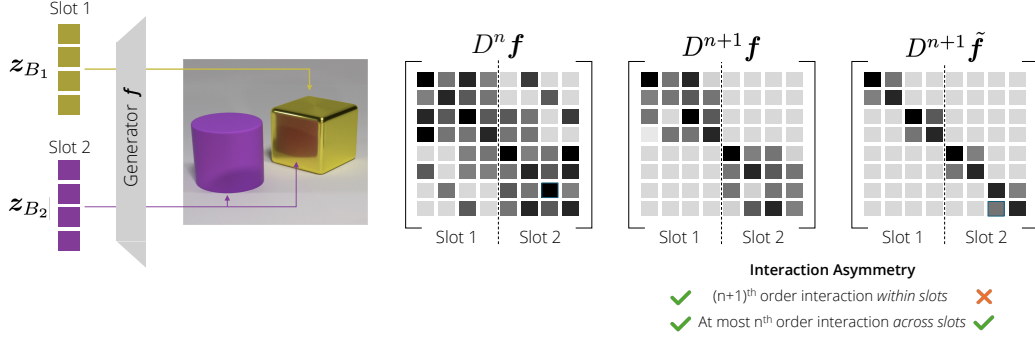 Slot 1
z_{B_1}
Slot 2
z_{B_2}
Generator f
D^n f
Slot 1 Slot 2
D^{n+1} f
Slot 1 Slot 2
D^{n+1} \tilde{f}
Slot 1 Slot 2
Interaction Asymmetry
✓ (n+1)^{th} order interaction within slots ✗
✓ At most n^{th} order interaction across slots ✓